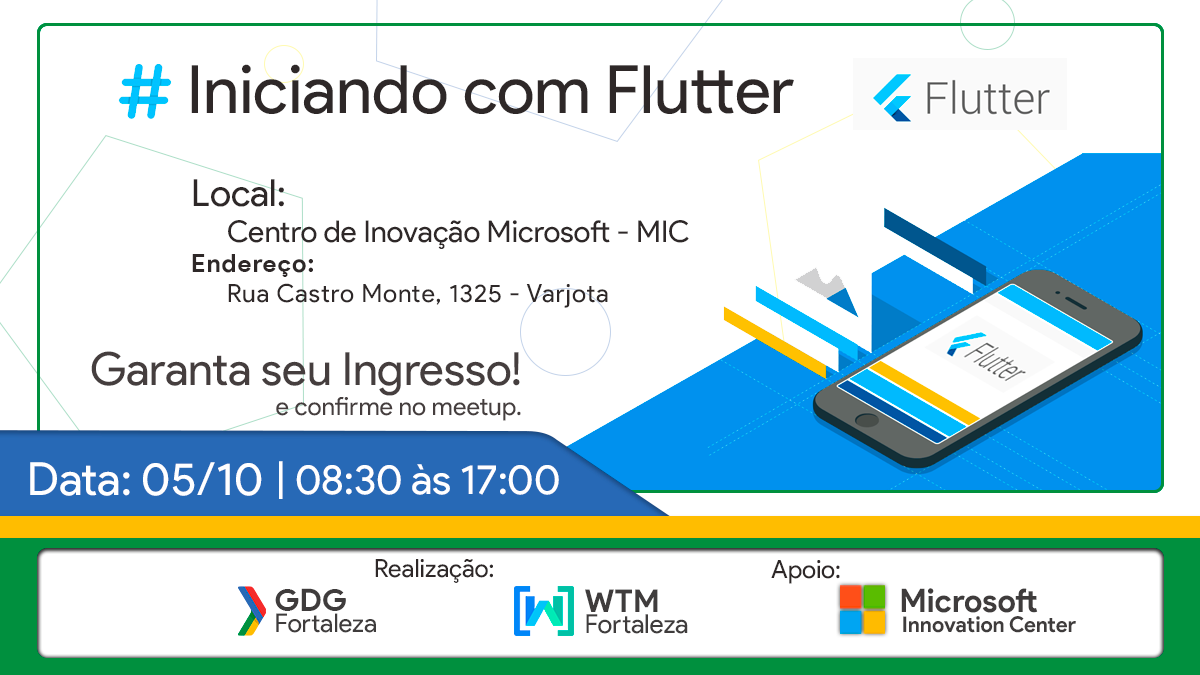 # Iniciando com Flutter
Flutter
Local:
Centro de Inovação Microsoft - MIC
Endereço:
Rua Castro Monte, 1325 - Varjota
Flutter
Garanta seu Ingresso!
e confirme no meetup.
Data: 05/10 | 08:30 às 17:00
Realização:
Apoio:
GDG
Fortaleza
WTM
Fortaleza
Microsoft
Innovation Center